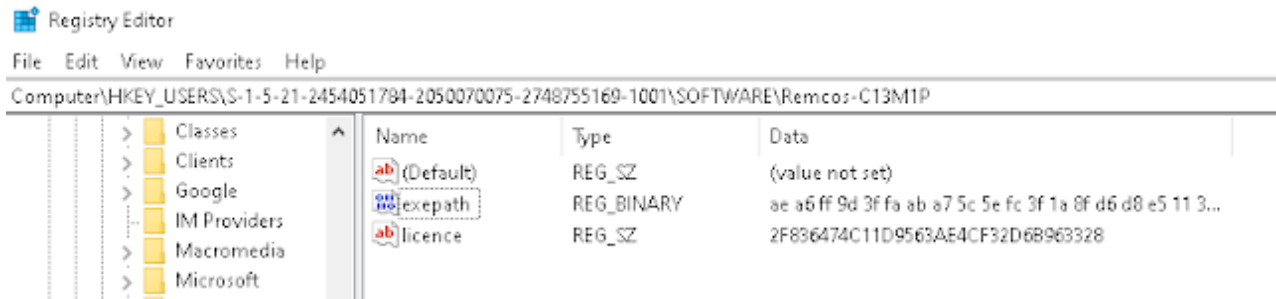 Registry Editor
File Edit View Favorites Help
Computer\HKEY_USERS\S-1-5-21-2454051784-2050070075-2748755169-1001\SOFTWARE\Remcos-C13M1P
Classes
Clients
Google
IM Providers
Macromedia
Microsoft
Name Type Data
(Default) REG_SZ (value not set)
exepath REG_BINARY ae a6 ff 9d 3f fa ab a7 5c 5e fc 3f 1a 8f d6 d8 e5 11 3...
licence REG_SZ 2F836474C11D9563AE4CF32D6B963328